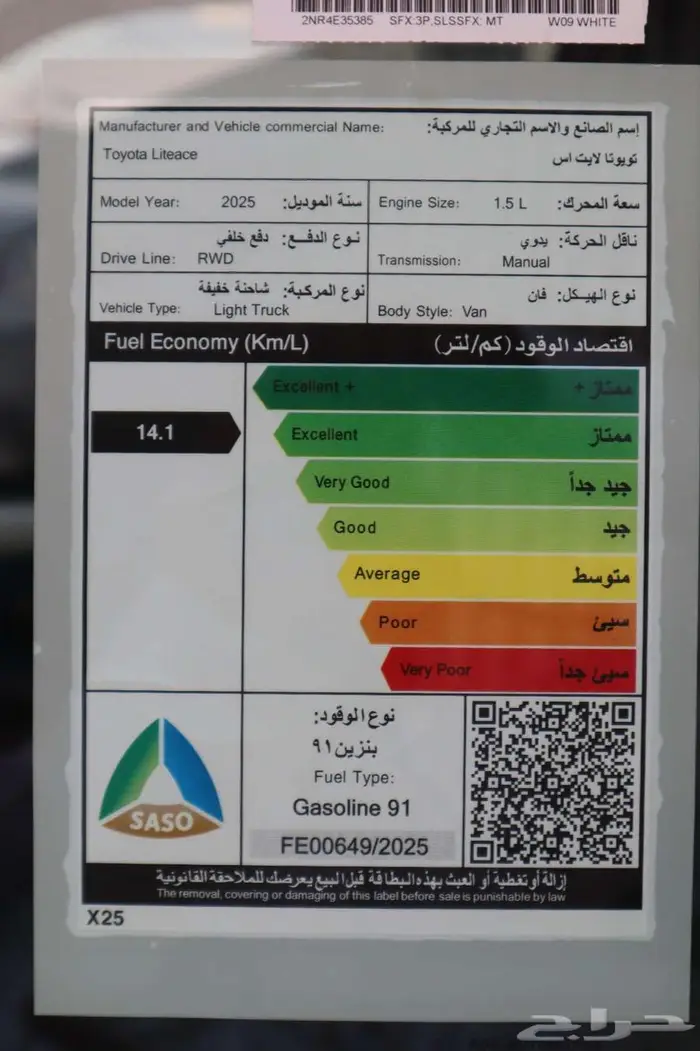 2NR4E35385 SFX:3P,SLSSFX: MT W09 WHITE
Manufacturer and Vehicle commercial Name: إسم الصانع والاسم التجاري للمركبة:
Toyota Liteace تويوتا لايت اس
Model Year: 2025 سنة الموديل:
Engine Size: 1.5 L سعة المحرك:
نوع الدفـع: دفع خلفي
Drive Line: RWD
ناقل الحركة: يدوي
Transmission: Manual
نوع المركبة: شاحنة خفيفة
Vehicle Type: Light Truck
نوع الهيكل: فان
Body Style: Van
Fuel Economy (Km/L) اقتصاد الوقود (كم/لتر)
Excellent + ممتاز +
14.1
Excellent ممتاز
Very Good جيد جداً
Good جيد
Average متوسط
Poor سيئ
Very Poor سيئ جداً
SASO
نوع الوقود:
بنزين ٩١
Fuel Type:
Gasoline 91
FE00649/2025
إزالة أو تغطية أو العبث بهذه البطاقة قبل البيع يعرضك للملاحقة القانونية
The removal, covering or damaging of this label before sale is punishable by law
X25
حراج